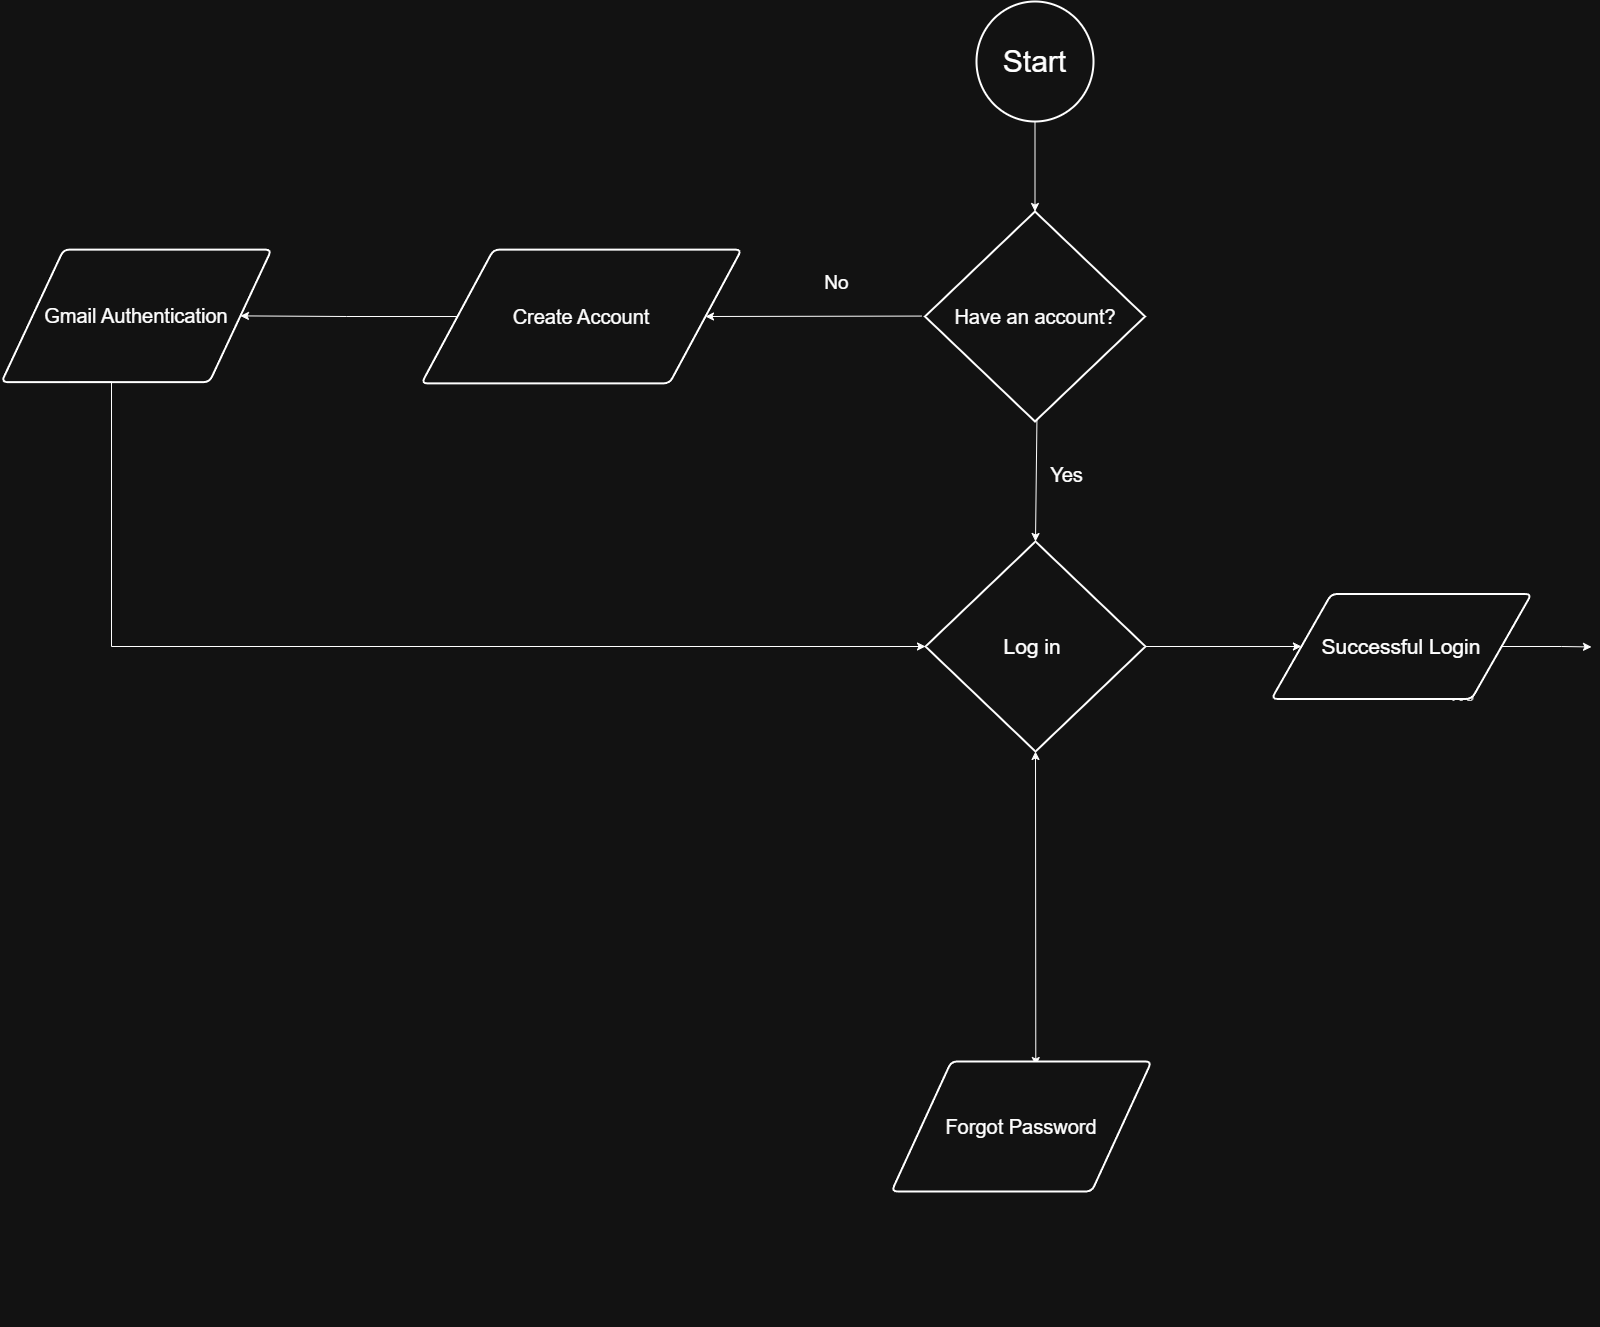 Start
No
Gmail Authentication
Create Account
Have an account?
Yes
Log in
Successful Login
Forgot Password